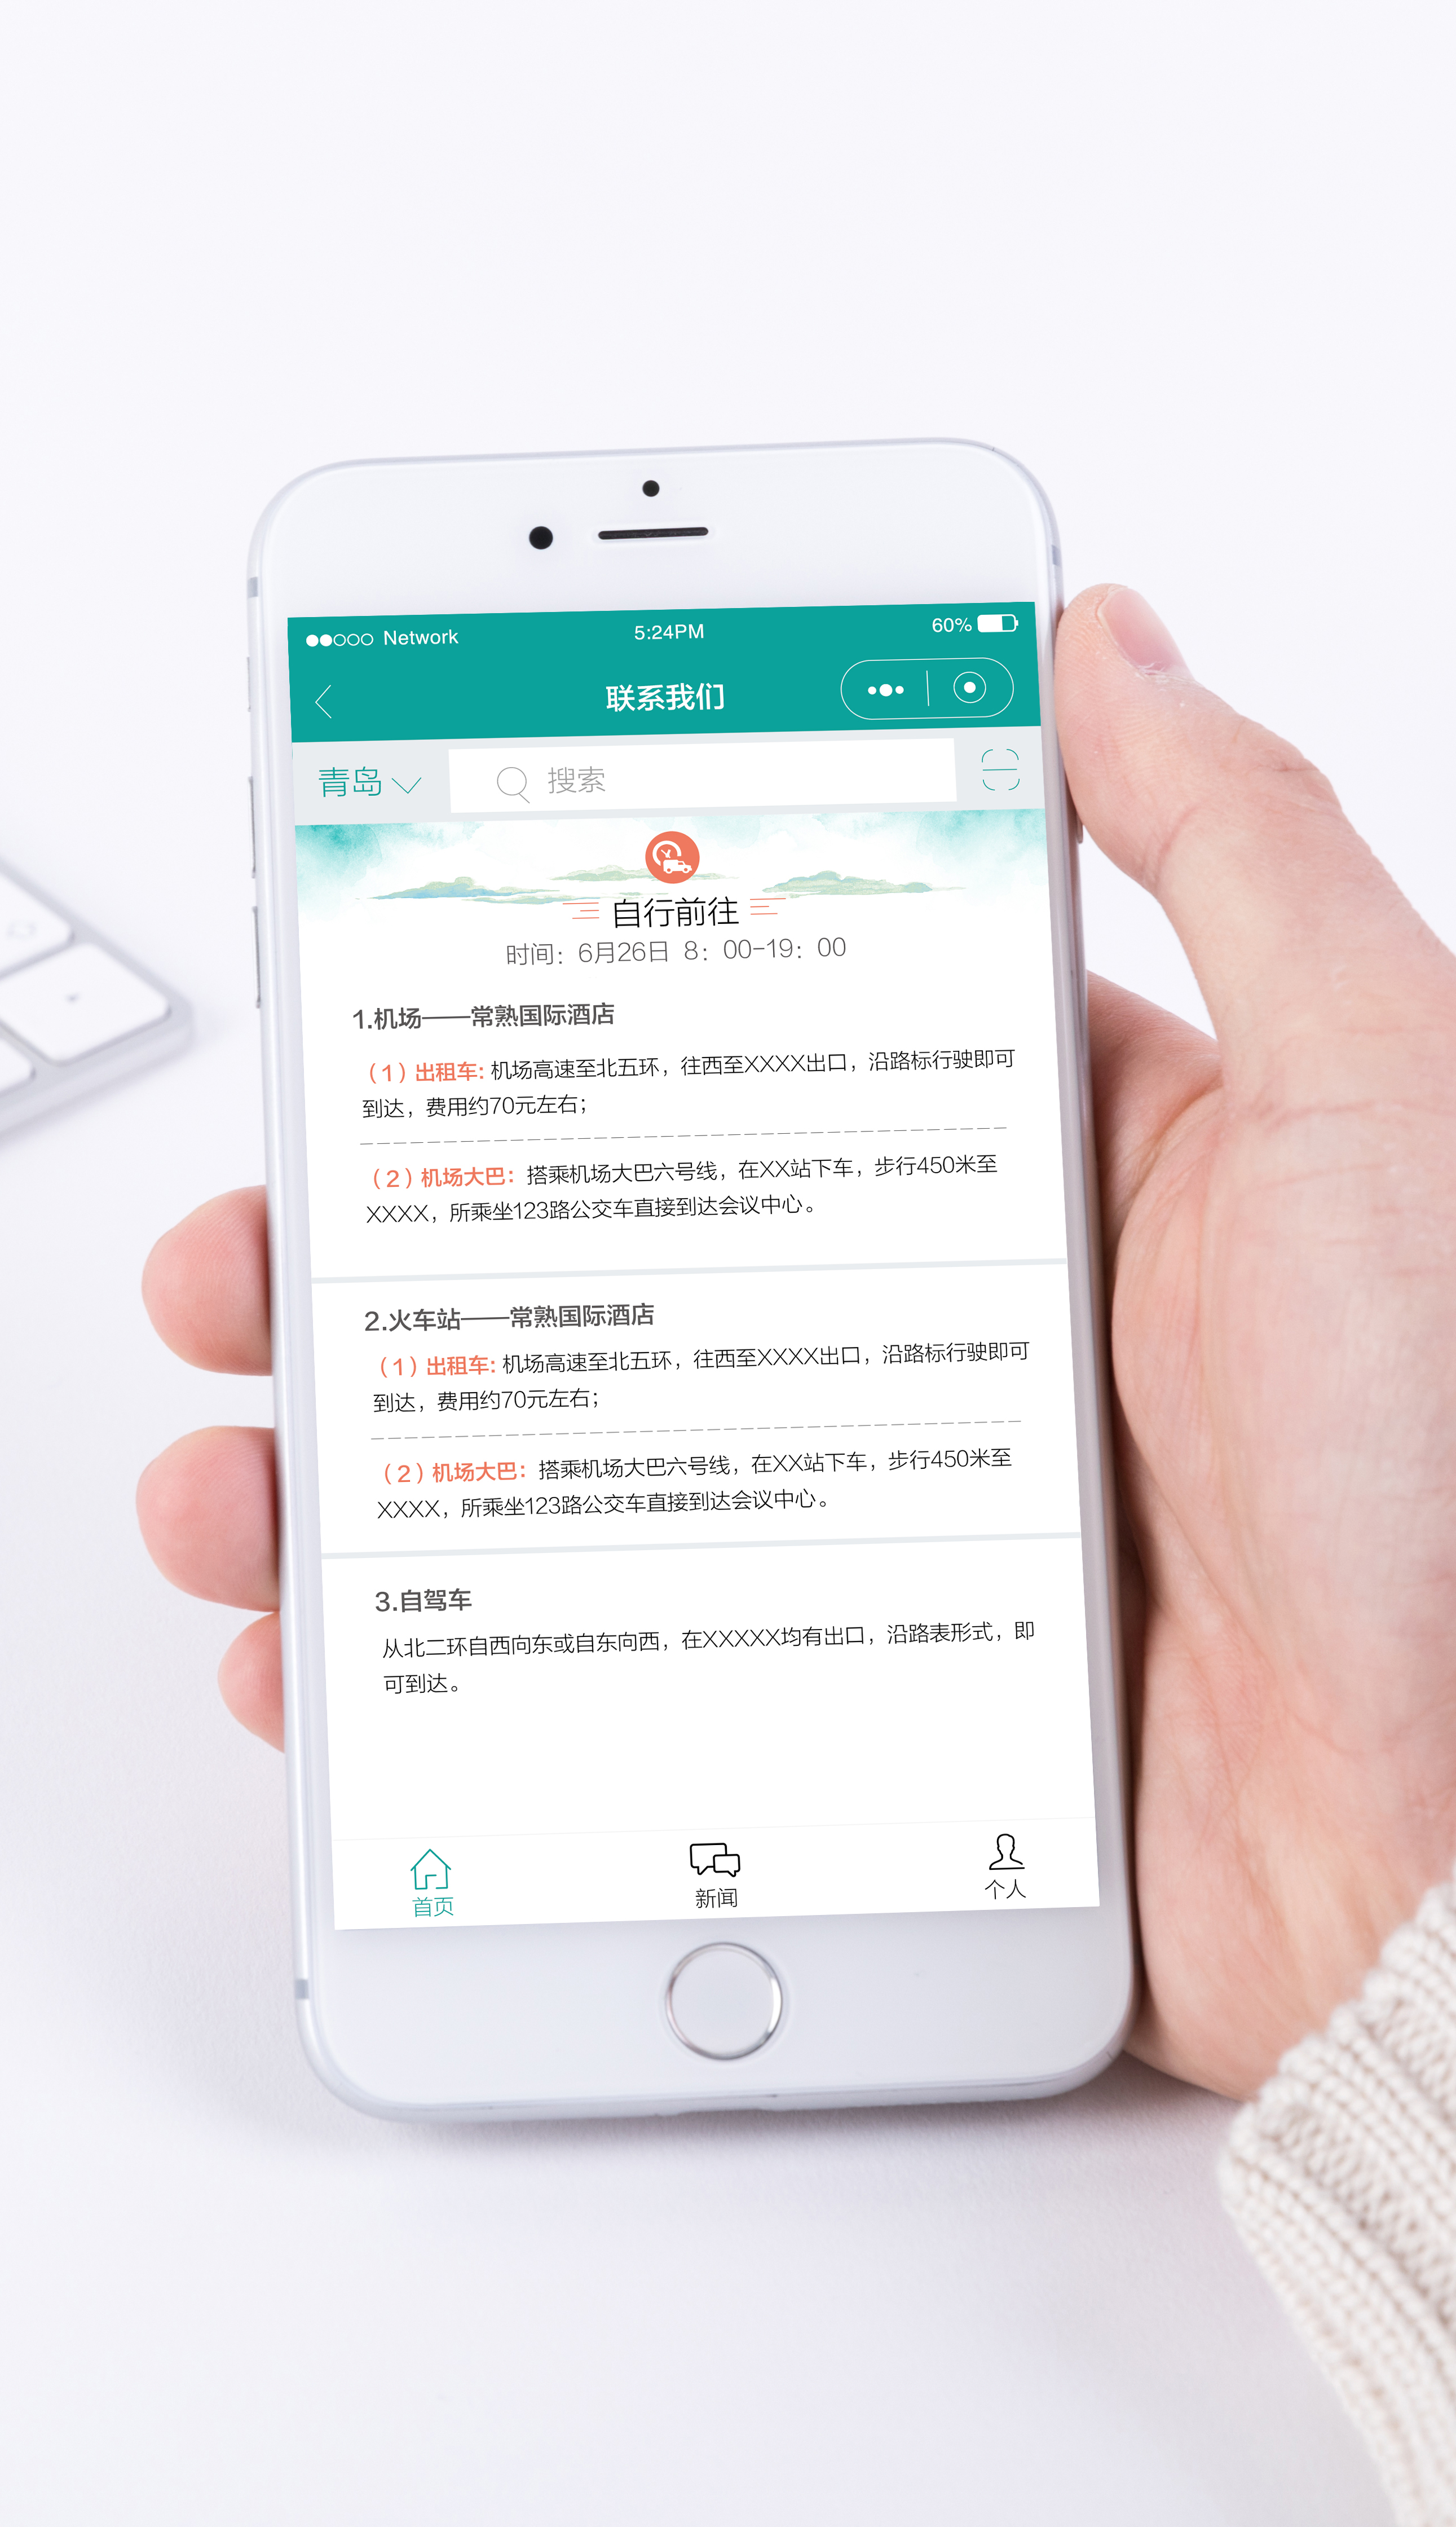 Network 5:24PM 60%
联系我们
青岛 搜索
自行前往
时间：6月26日 8：00-19：00
1.机场——常熟国际酒店
（1）出租车: 机场高速至北五环，往西至XXXX出口，沿路标行驶即可
到达，费用约70元左右；
（2）机场大巴：搭乘机场大巴六号线，在XX站下车，步行450米至
XXXX，所乘坐123路公交车直接到达会议中心。
2.火车站——常熟国际酒店
（1）出租车: 机场高速至北五环，往西至XXXX出口，沿路标行驶即可
到达，费用约70元左右；
（2）机场大巴：搭乘机场大巴六号线，在XX站下车，步行450米至
XXXX，所乘坐123路公交车直接到达会议中心。
3.自驾车
从北二环自西向东或自东向西，在XXXXX均有出口，沿路表形式，即
可到达。
首页 新闻 个人